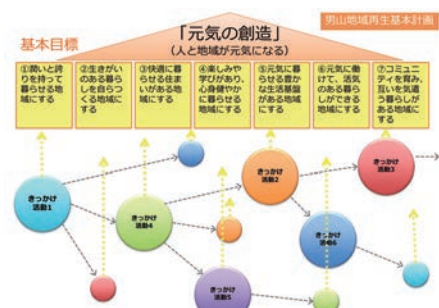 男山地域再生基本計画
基本目標
「元気の創造」
(人と地域が元気になる)
①潤いと誇
りを持って
暮らせる地
域にする
②生きがい
のある暮ら
しを自らつ
くる地域に
する
③快適に暮
らせる住ま
いがある地
域にする
④楽しみや
学びがあり、
心身健やか
に暮らせる
地域にする
⑤元気に暮
らせる豊か
な生活基盤
がある地域
にする
⑥元気に働
けて、活気
のある暮ら
しができる
地域にする
⑦コミュニ
ティを育み、
互いを気遣
う暮らしが
ある地域に
する
きっかけ
活動1
きっかけ
活動4
きっかけ
活動2
きっかけ
活動3
きっかけ
活動6
きっかけ
活動5